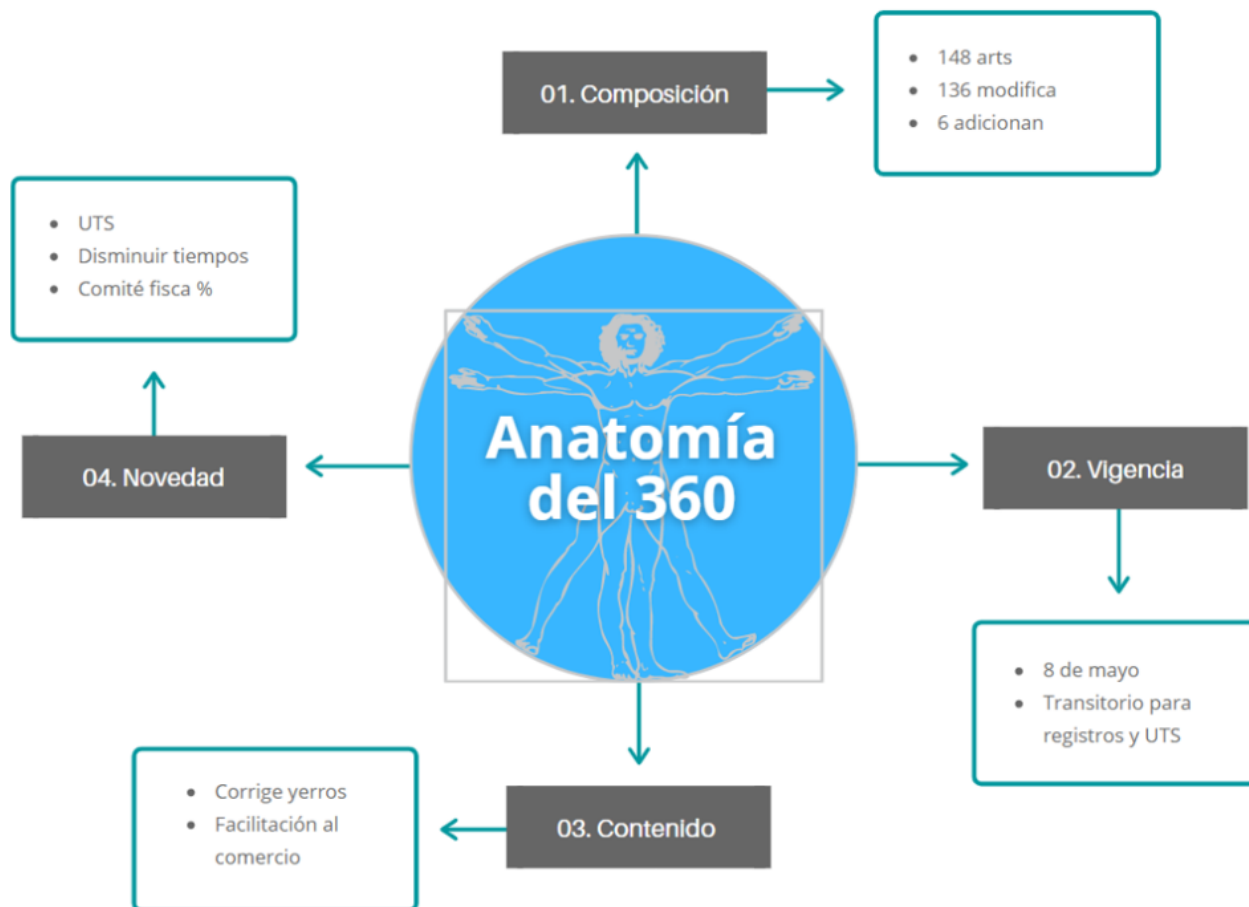 Anatomía
del 360
01. Composición
148 arts
136 modifica
6 adicionan
02. Vigencia
8 de mayo
Transitorio para
registros y UTS
03. Contenido
Corrige yerros
Facilitación al
comercio
04. Novedad
UTS
Disminuir tiempos
Comité fisca %